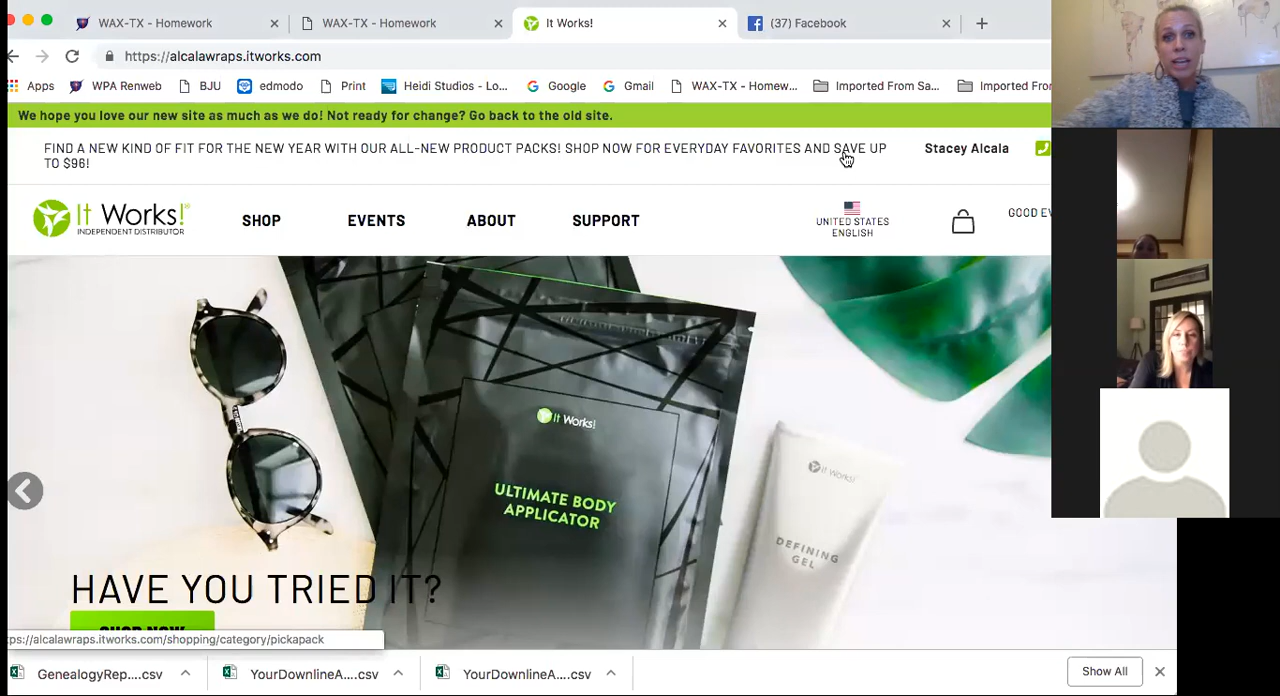 WAX-TX - Homework
WAX-TX - Homework
It Works!
(37) Facebook
https://alcalawraps.itworks.com
Apps
WPA Renweb
BJU
edmodo
Print
Heidi Studios - Lo...
Google
Gmail
WAX-TX - Homew...
Imported From Sa...
Imported Fro
We hope you love our new site as much as we do! Not ready for change? Go back to the old site.
FIND A NEW KIND OF FIT FOR THE NEW YEAR WITH OUR ALL-NEW PRODUCT PACKS! SHOP NOW FOR EVERYDAY FAVORITES AND SAVE UP
TO $96!
Stacey Alcala
It Works!
INDEPENDENT DISTRIBUTOR
SHOP
EVENTS
ABOUT
SUPPORT
UNITED STATES
ENGLISH
GOOD EV
It Works!
ULTIMATE BODY
APPLICATOR
It Works!
DEFINING
GEL
HAVE YOU TRIED IT?
SHOP NOW
ps://alcalawraps.itworks.com/shopping/category/pickapack
GenealogyRep....csv
YourDownlineA....csv
YourDownlineA....csv
Show All